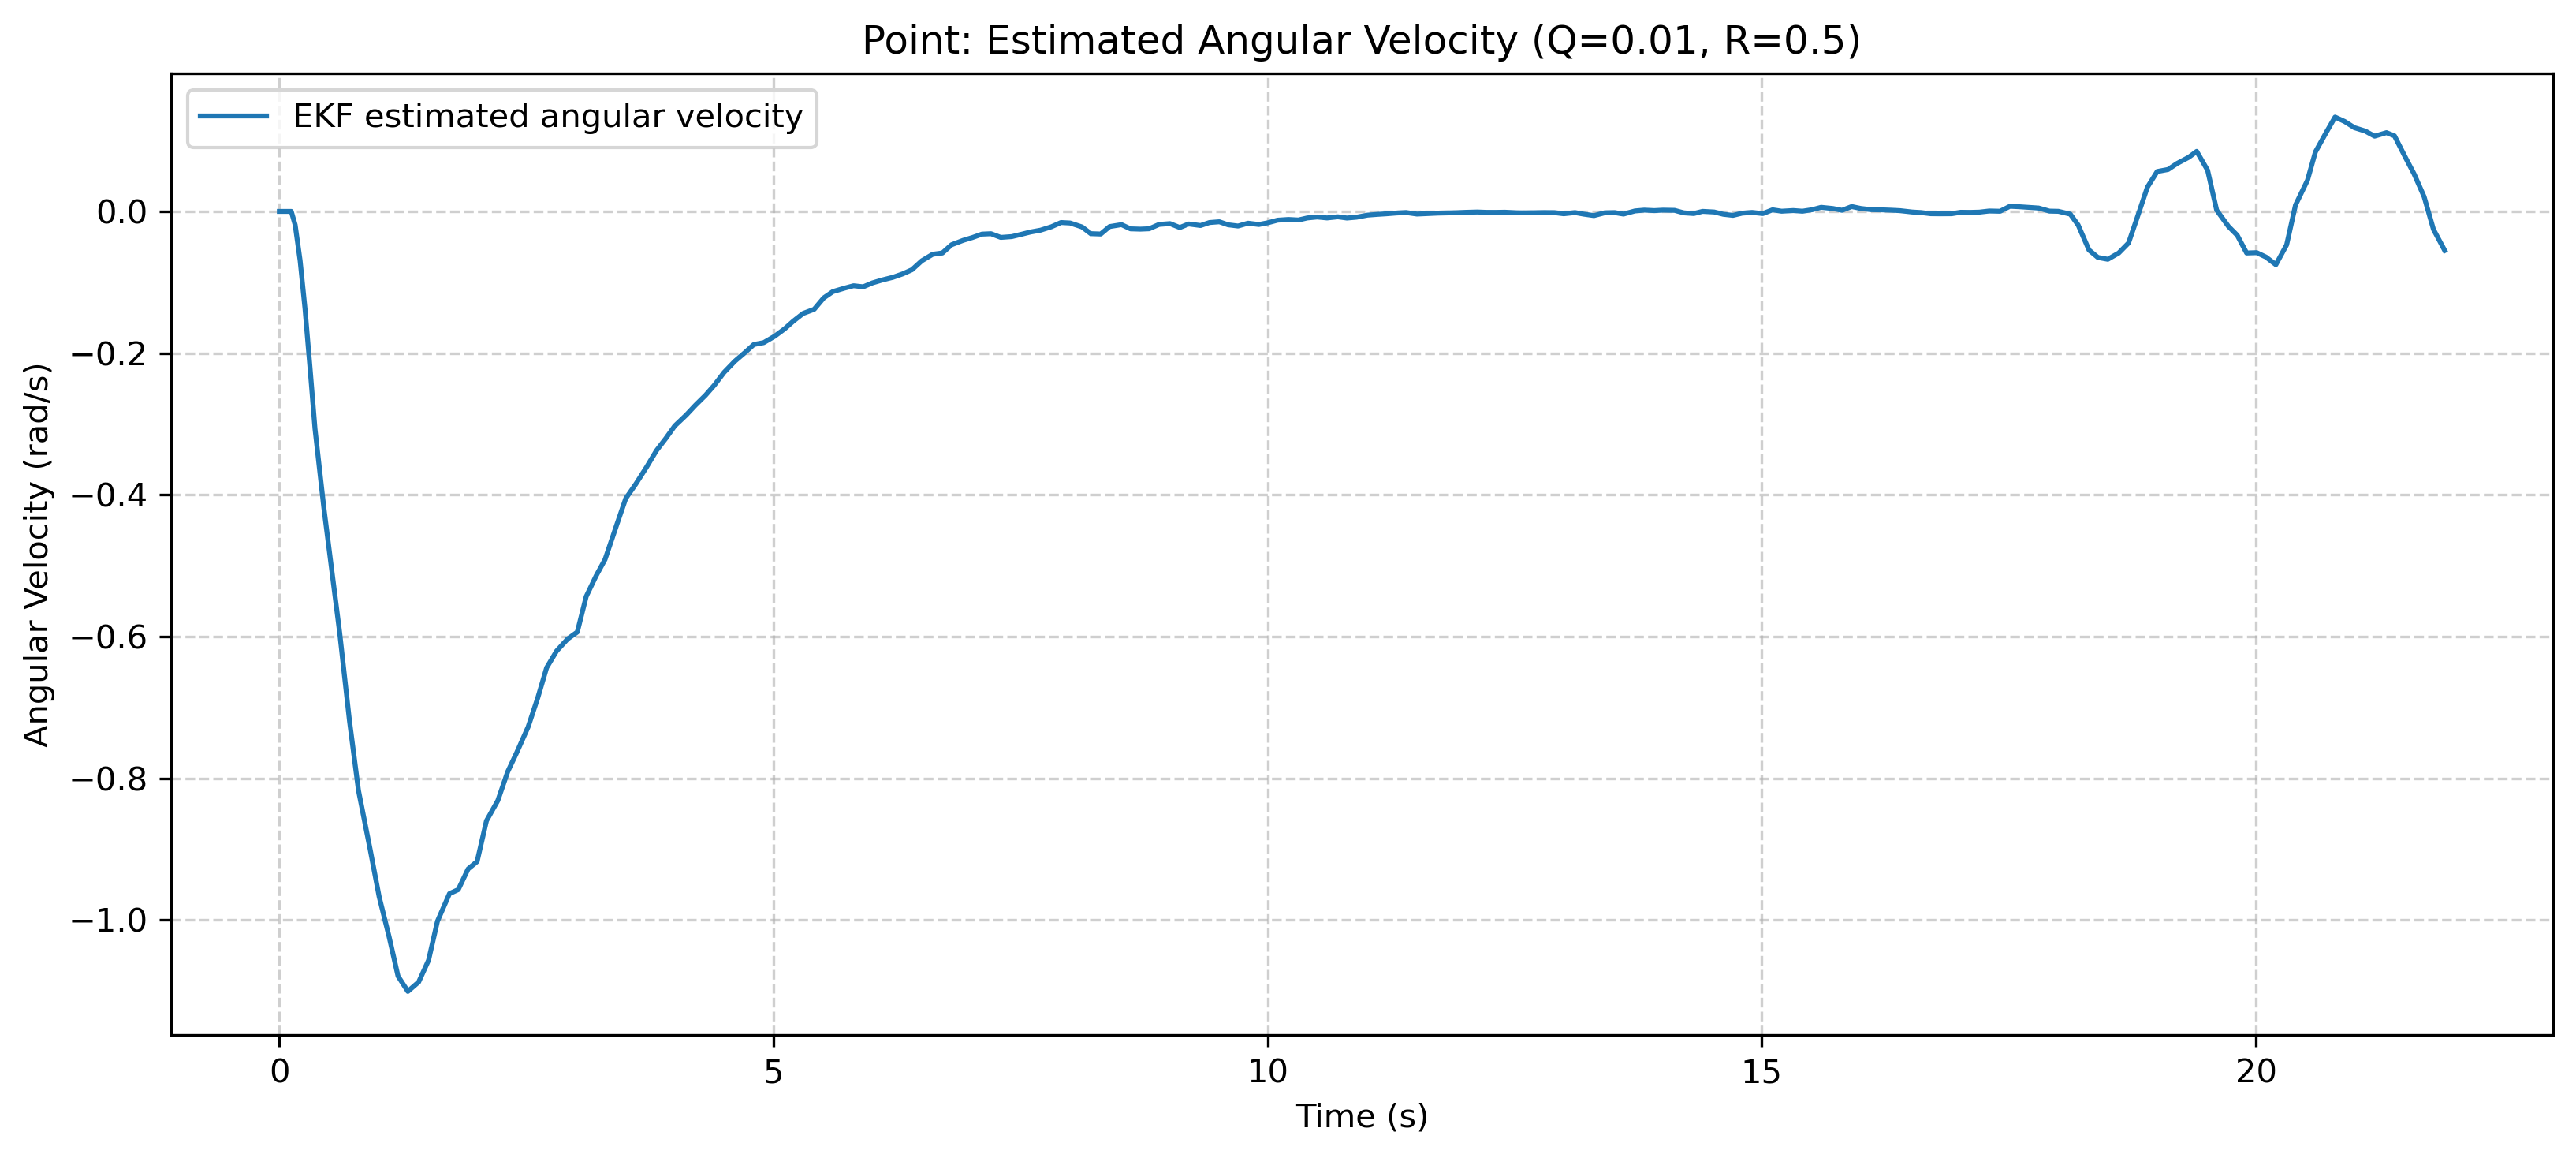 Point: Estimated Angular Velocity (Q=0.01, R=0.5)
EKF estimated angular velocity
Angular Velocity (rad/s)
0.0
−0.2
−0.4
−0.6
−0.8
−1.0
0 5 10 15 20
Time (s)